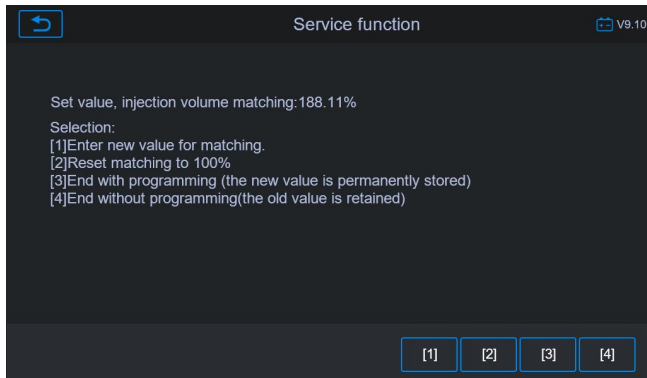 Service function
V9.10
Set value, injection volume matching:188.11%
Selection:
[1]Enter new value for matching.
[2]Reset matching to 100%
[3]End with programming (the new value is permanently stored)
[4]End without programming(the old value is retained)
[1] [2] [3] [4]